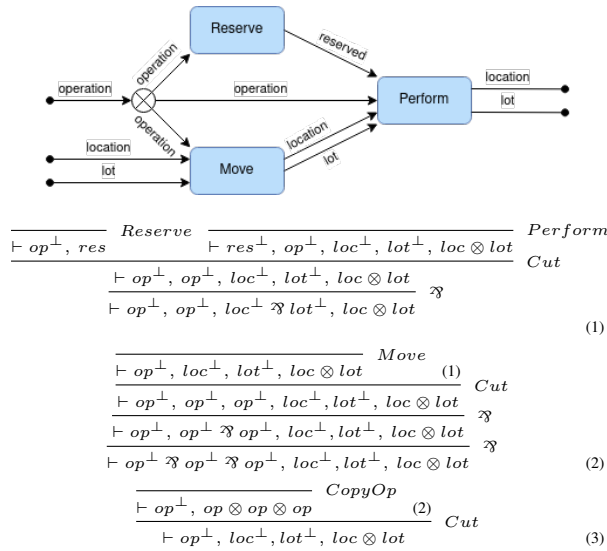 Reserve
operation reserved
operation operation location
lot
Perform
operation location
location lot
lot Move
Reserve Perform
⊢ op⊥, res ⊢ res⊥, op⊥, loc⊥, lot⊥, loc ⊗ lot
Cut
⊢ op⊥, op⊥, loc⊥, lot⊥, loc ⊗ lot
⅋
⊢ op⊥, op⊥, loc⊥ ⅋ lot⊥, loc ⊗ lot
(1)
Move
⊢ op⊥, loc⊥, lot⊥, loc ⊗ lot (1)
Cut
⊢ op⊥, op⊥, op⊥, loc⊥, lot⊥, loc ⊗ lot
⅋
⊢ op⊥, op⊥ ⅋ op⊥, loc⊥, lot⊥, loc ⊗ lot
⅋
⊢ op⊥ ⅋ op⊥ ⅋ op⊥, loc⊥, lot⊥, loc ⊗ lot (2)
CopyOp
⊢ op⊥, op ⊗ op ⊗ op (2)
Cut
⊢ op⊥, loc⊥, lot⊥, loc ⊗ lot (3)